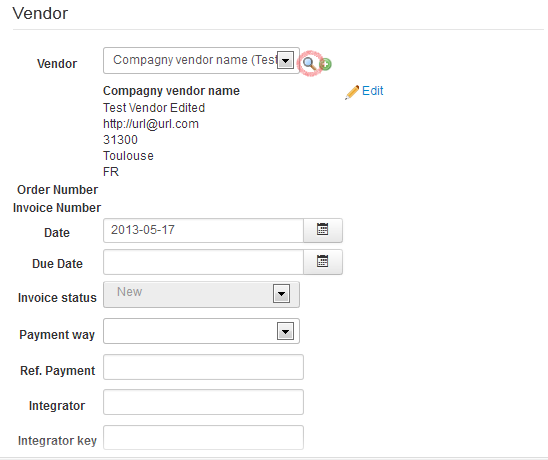 Vendor
Vendor Compagny vendor name (Test
Compagny vendor name Edit
Test Vendor Edited
http://url@url.com
31300
Toulouse
FR
Order Number
Invoice Number
Date 2013-05-17
Due Date
Invoice status New
Payment way
Ref. Payment
Integrator
Integrator key